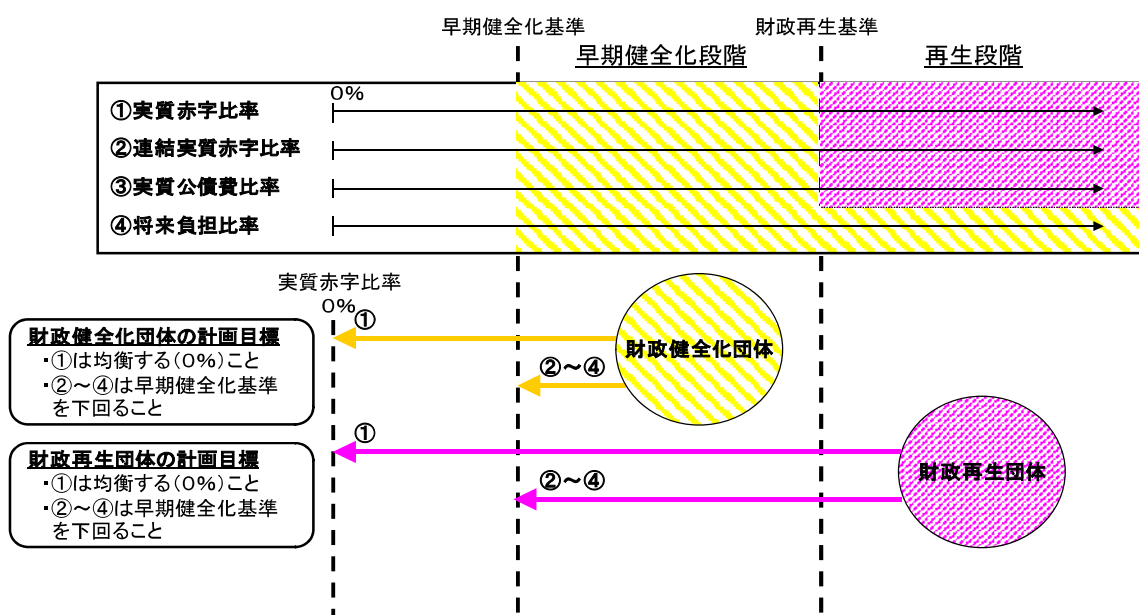 早期健全化基準
財政再生基準
早期健全化段階
再生段階
0%
①実質赤字比率
②連結実質赤字比率
③実質公債費比率
④将来負担比率
実質赤字比率
0%
財政健全化団体の計画目標
・①は均衡する(0%)こと
・②～④は早期健全化基準
を下回ること
①
②～④
財政健全化団体
財政再生団体の計画目標
・①は均衡する(0%)こと
・②～④は早期健全化基準
を下回ること
①
②～④
財政再生団体